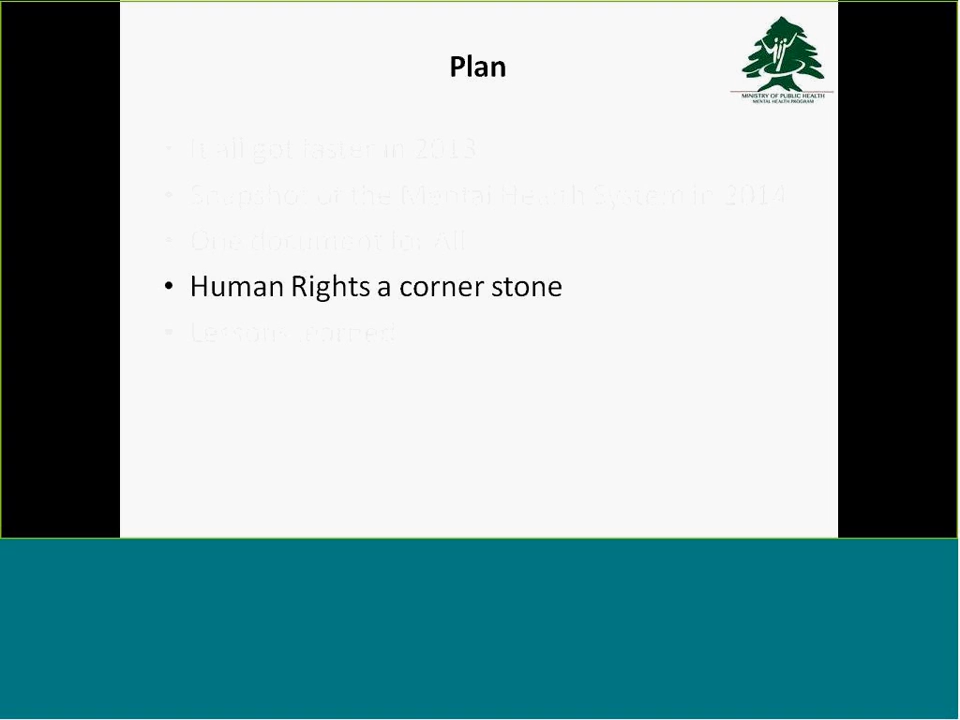 Plan
MINISTRY OF PUBLIC HEALTH
MENTAL HEALTH PROGRAM
• It All got faster in 2013
• Snapshot of the Mental Health System in 2014
• One document for All
• Human Rights a corner stone
• Lessons learned